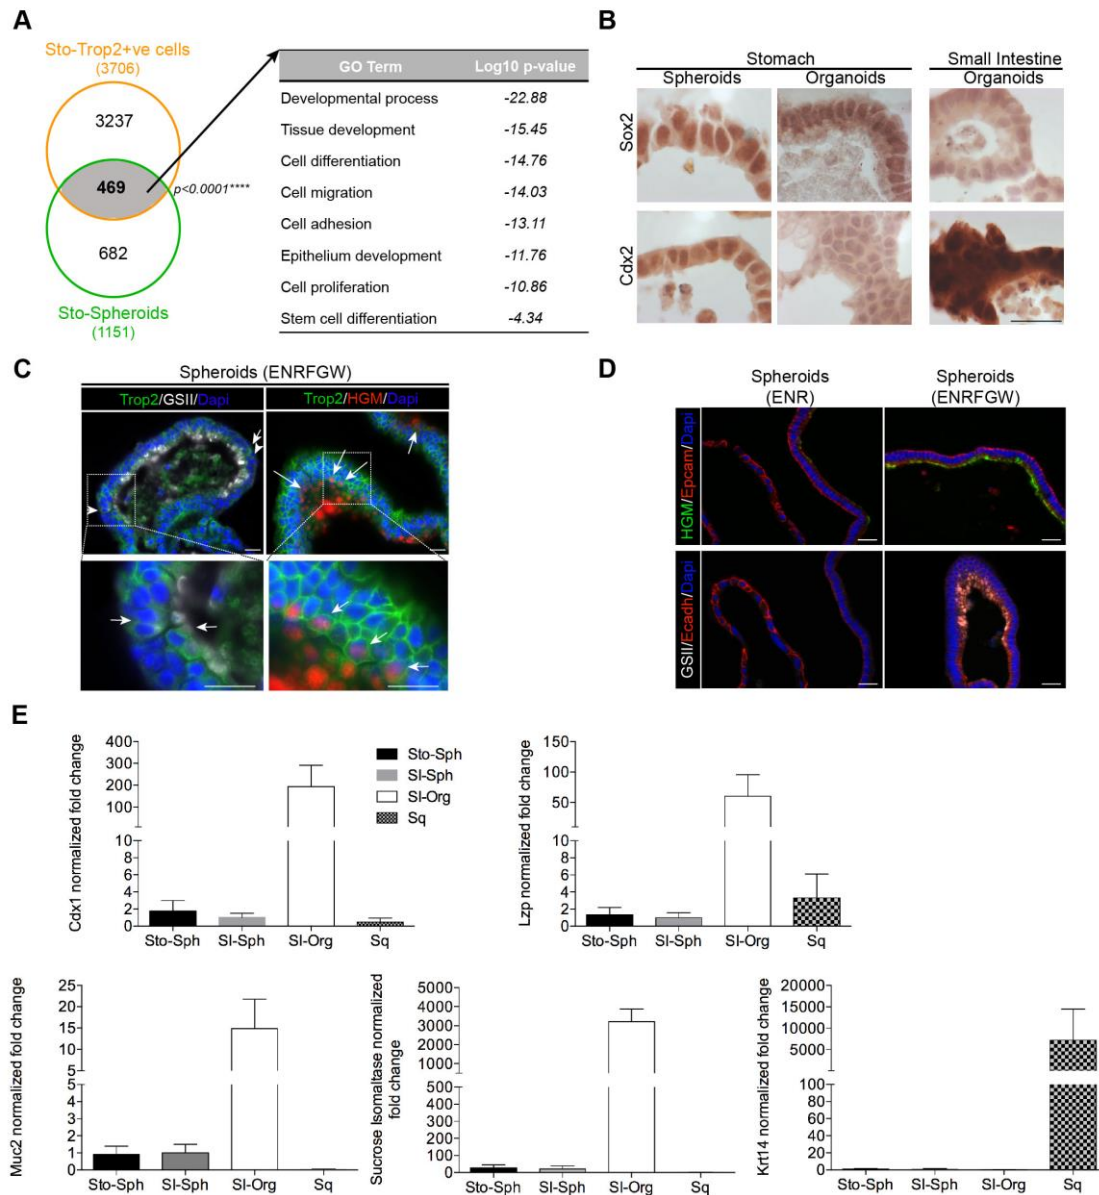 A
Sto-Trop2+ve cells
(3706)
3237
469
p<0.0001****
682
Sto-Spheroids
(1151)
GO Term Log10 p-value
Developmental process -22.88
Tissue development -15.45
Cell differentiation -14.76
Cell migration -14.03
Cell adhesion -13.11
Epithelium development -11.76
Cell proliferation -10.86
Stem cell differentiation -4.34
B
Stomach Small Intestine
Spheroids Organoids Organoids
Sox2
Cdx2
C
Spheroids (ENRFGW)
Trop2/GSII/Dapi Trop2/HGM/Dapi
D
Spheroids
(ENR)
Spheroids
(ENRFGW)
HGM/Epcam/Dapi
GSII/Ecadh/Dapi
E
Cdx1 normalized fold change
400
300
200
100
10
8
6
4
2
0
Sto-Sph SI-Sph SI-Org Sq
Sto-Sph
SI-Sph
SI-Org
Sq
Lzp normalized fold change
150
100
50
10
8
6
4
2
0
Sto-Sph SI-Sph SI-Org Sq
Muc2 normalized fold change
25
20
15
10
5
5
4
3
2
1
0
Sto-Sph SI-Sph SI-Org Sq
Sucrose Isomaltase normalized
fold change
5000
4000
3000
2000
1000
500
400
300
200
100
0
Sto-Sph SI-Sph SI-Org Sq
Krt14 normalized fold change
20000
15000
10000
5000
100
80
60
40
20
0
Sto-Sph SI-Sph SI-Org Sq